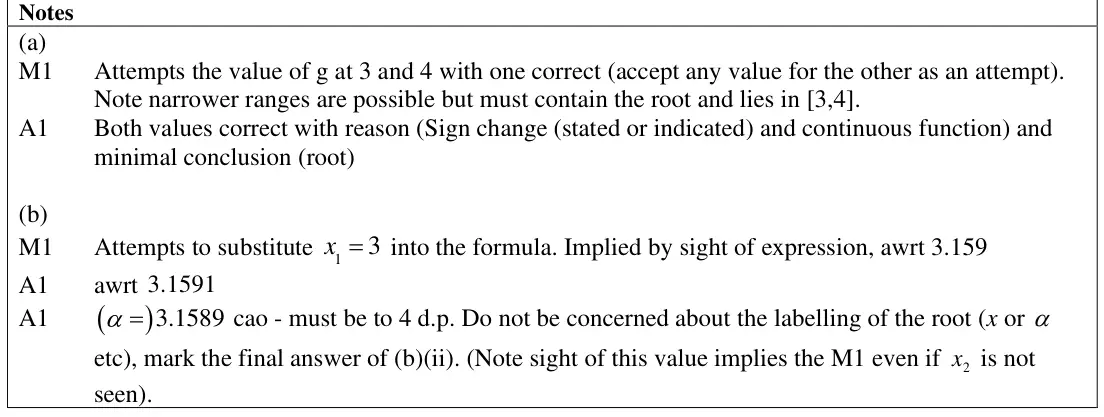 Notes
(a)
M1 Attempts the value of g at 3 and 4 with one correct (accept any value for the other as an attempt).
Note narrower ranges are possible but must contain the root and lies in [3,4].
A1 Both values correct with reason (Sign change (stated or indicated) and continuous function) and
minimal conclusion (root)
(b)
M1 Attempts to substitute x₁ = 3 into the formula. Implied by sight of expression, awrt 3.159
A1 awrt 3.1591
A1 (α =)3.1589 cao - must be to 4 d.p. Do not be concerned about the labelling of the root (x or α
etc), mark the final answer of (b)(ii). (Note sight of this value implies the M1 even if x₂ is not
seen).